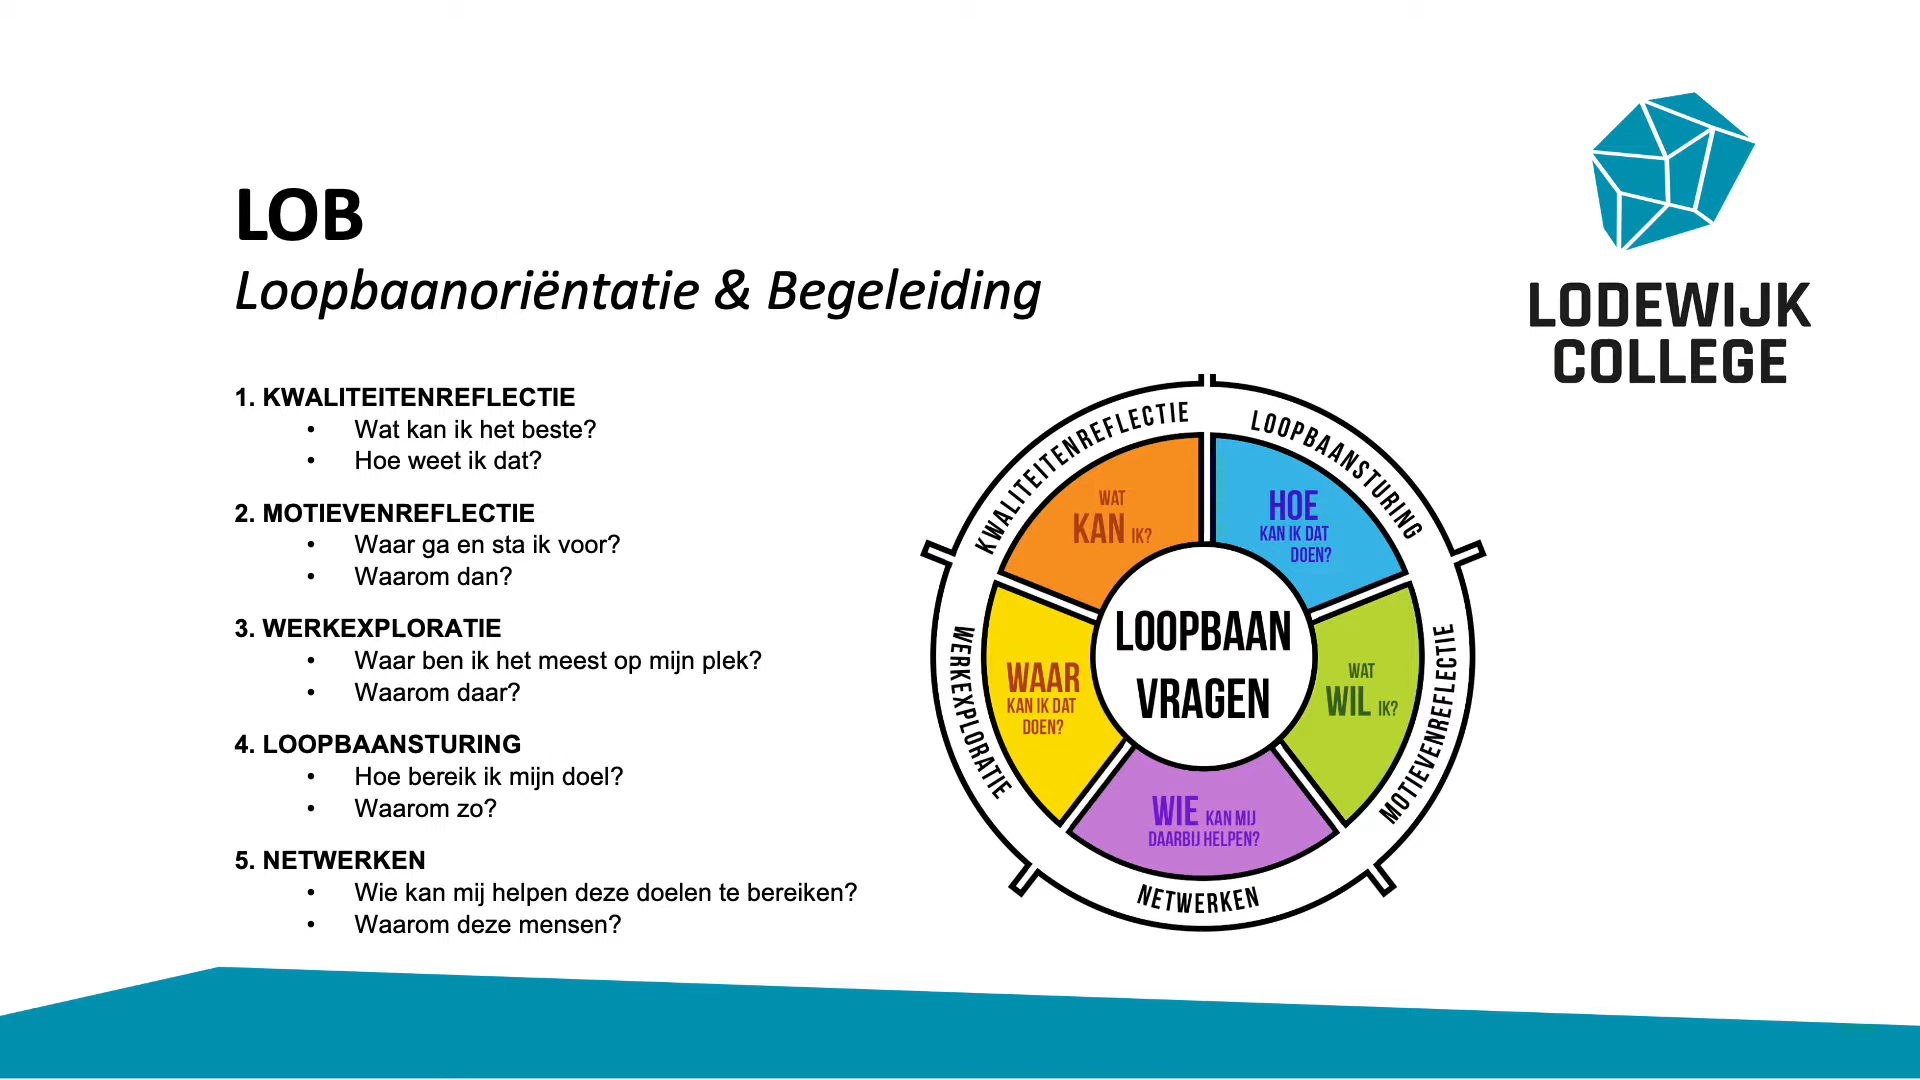 LODEWIJK
COLLEGE
LOB
Loopbaanoriëntatie & Begeleiding
1. KWALITEITENREFLECTIE
• Wat kan ik het beste?
• Hoe weet ik dat?
2. MOTIEVENREFLECTIE
• Waar ga en sta ik voor?
• Waarom dan?
3. WERKEXPLORATIE
• Waar ben ik het meest op mijn plek?
• Waarom daar?
4. LOOPBAANSTURING
• Hoe bereik ik mijn doel?
• Waarom zo?
5. NETWERKEN
• Wie kan mij helpen deze doelen te bereiken?
• Waarom deze mensen?
KWALITEITENREFLECTIE
LOOPBAANSTURING
MOTIEVENREFLECTIE
NETWERKEN
WERKEXPLORATIE
WAT
KAN IK?
HOE
KAN IK DAT
DOEN?
WAT
WIL IK?
WIE KAN MIJ
DAARBIJ HELPEN?
WAAR
KAN IK DAT
DOEN?
LOOPBAAN
VRAGEN